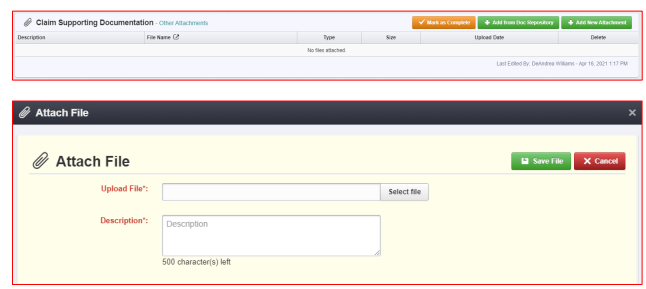 Claim Supporting Documentation - Other Attachments
Mark as Complete
Add from Doc Repository
Add New Attachment
Description File Name Type Size Upload Date Delete
No files attached
Last Edited By: DeAndrea Williams - Apr 16, 2021 1:17 PM
Attach File ×
Attach File
Save File
Cancel
Upload File*:
Select file
Description*:
Description
500 character(s) left